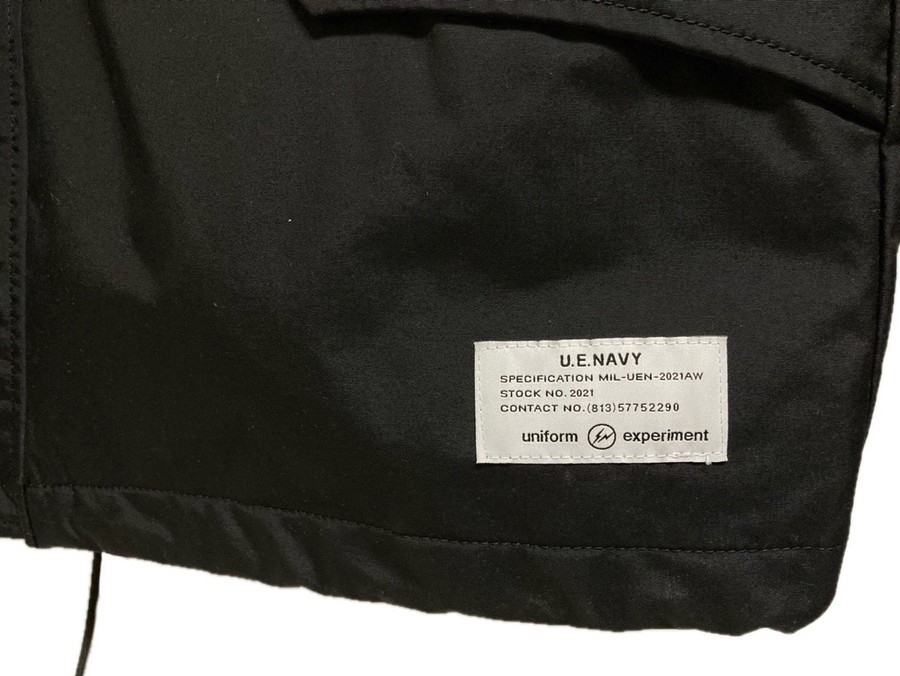 U.E.NAVY
SPECIFICATION MIL-UEN-2021AW
STOCK NO. 2021
CONTACT NO.(813)57752290
uniform experiment